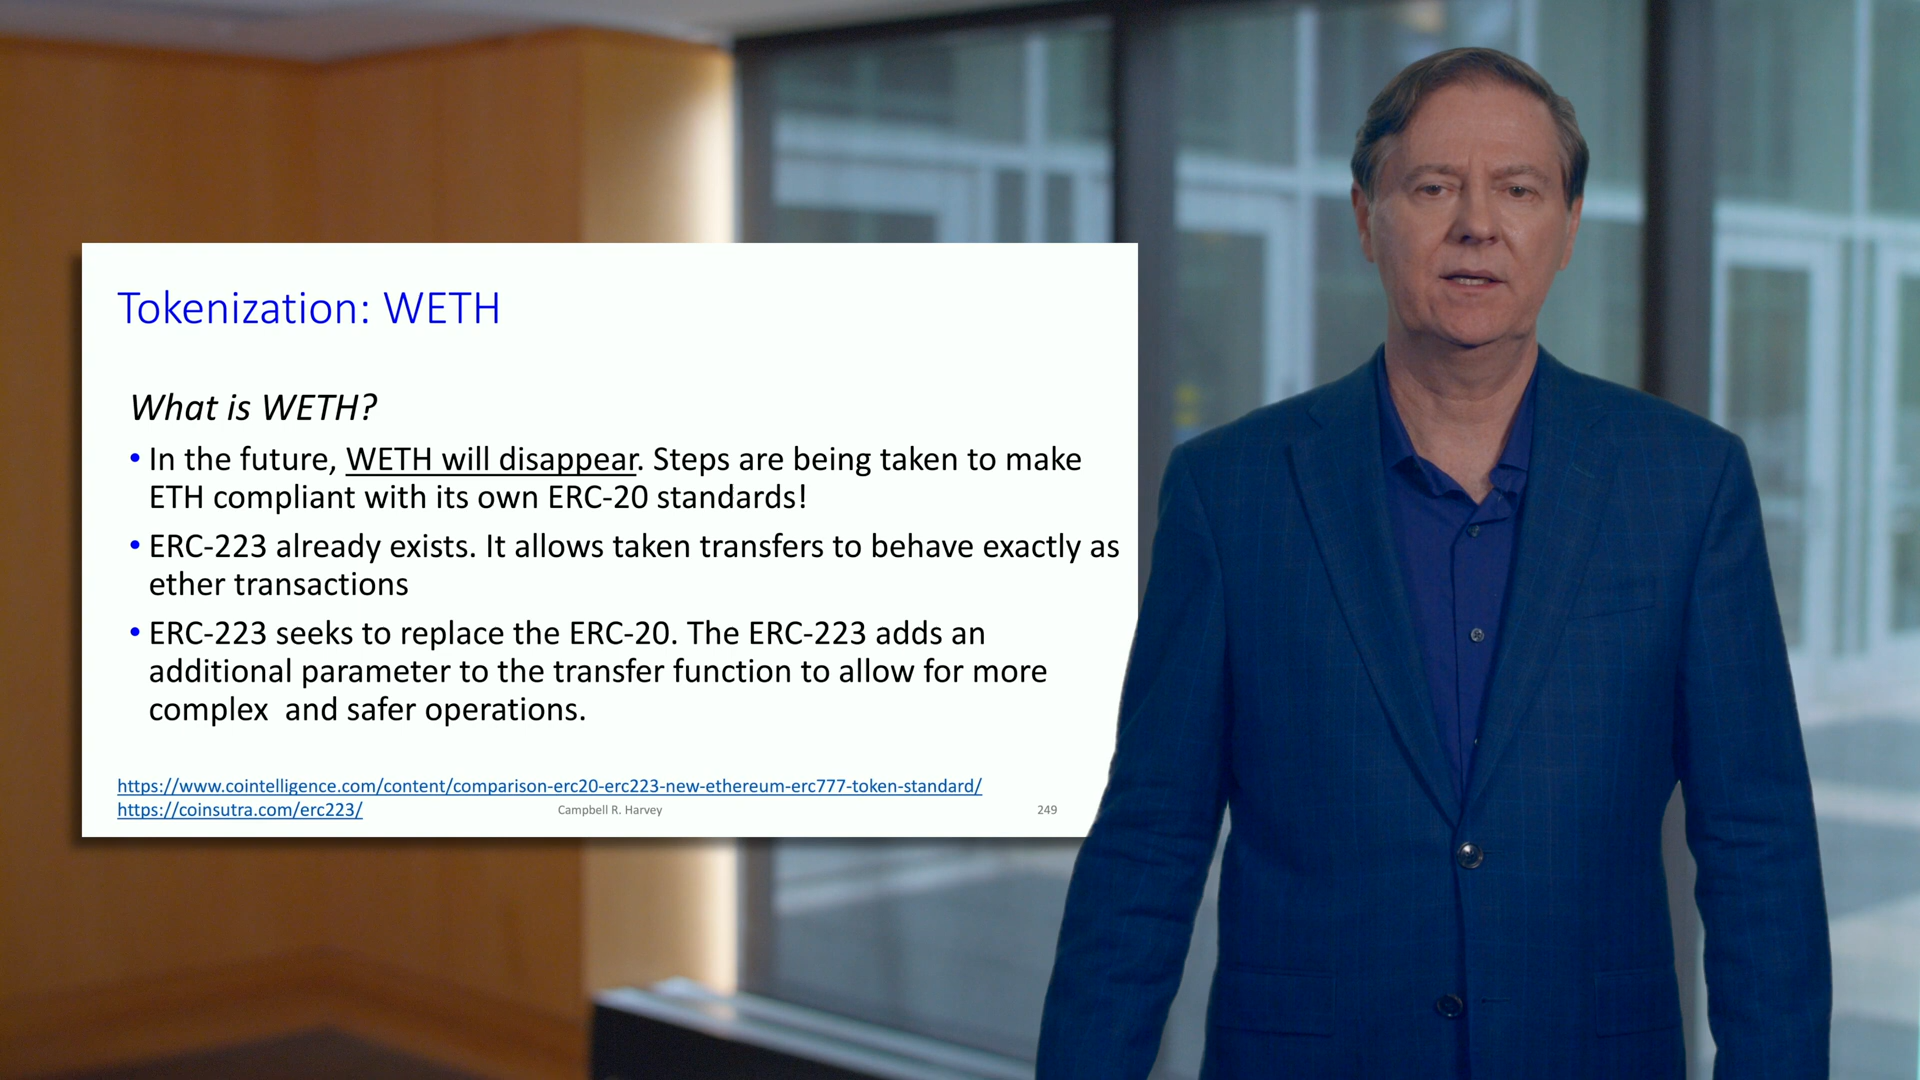 Tokenization: WETH
What is WETH?
• In the future, WETH will disappear. Steps are being taken to make
ETH compliant with its own ERC-20 standards!
• ERC-223 already exists. It allows taken transfers to behave exactly as
ether transactions
• ERC-223 seeks to replace the ERC-20. The ERC-223 adds an
additional parameter to the transfer function to allow for more
complex  and safer operations.
https://www.cointelligence.com/content/comparison-erc20-erc223-new-ethereum-erc777-token-standard/
https://coinsutra.com/erc223/
Campbell R. Harvey
249